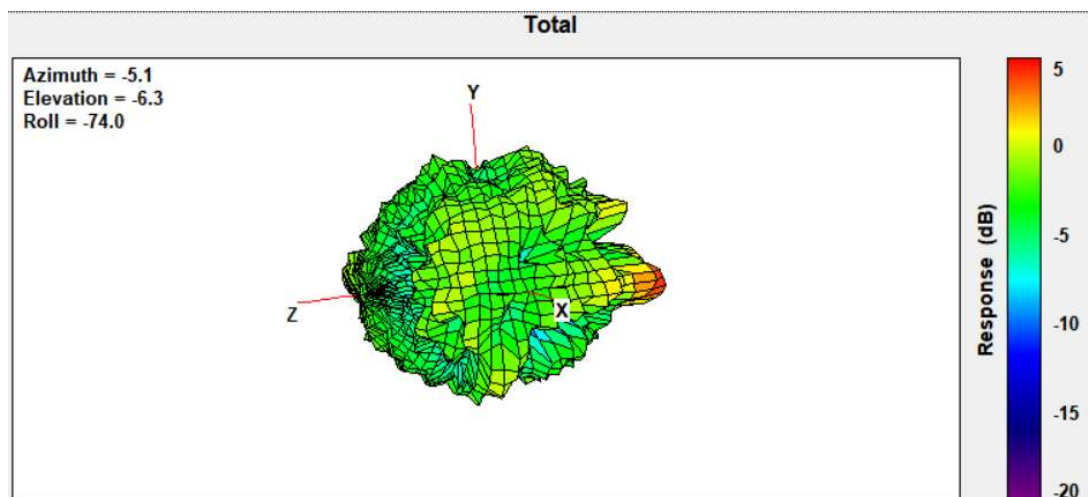 Total
Azimuth = -5.1
Elevation = -6.3
Roll = -74.0
Y
Z
X
5
0
-5
-10
-15
-20
Response (dB)